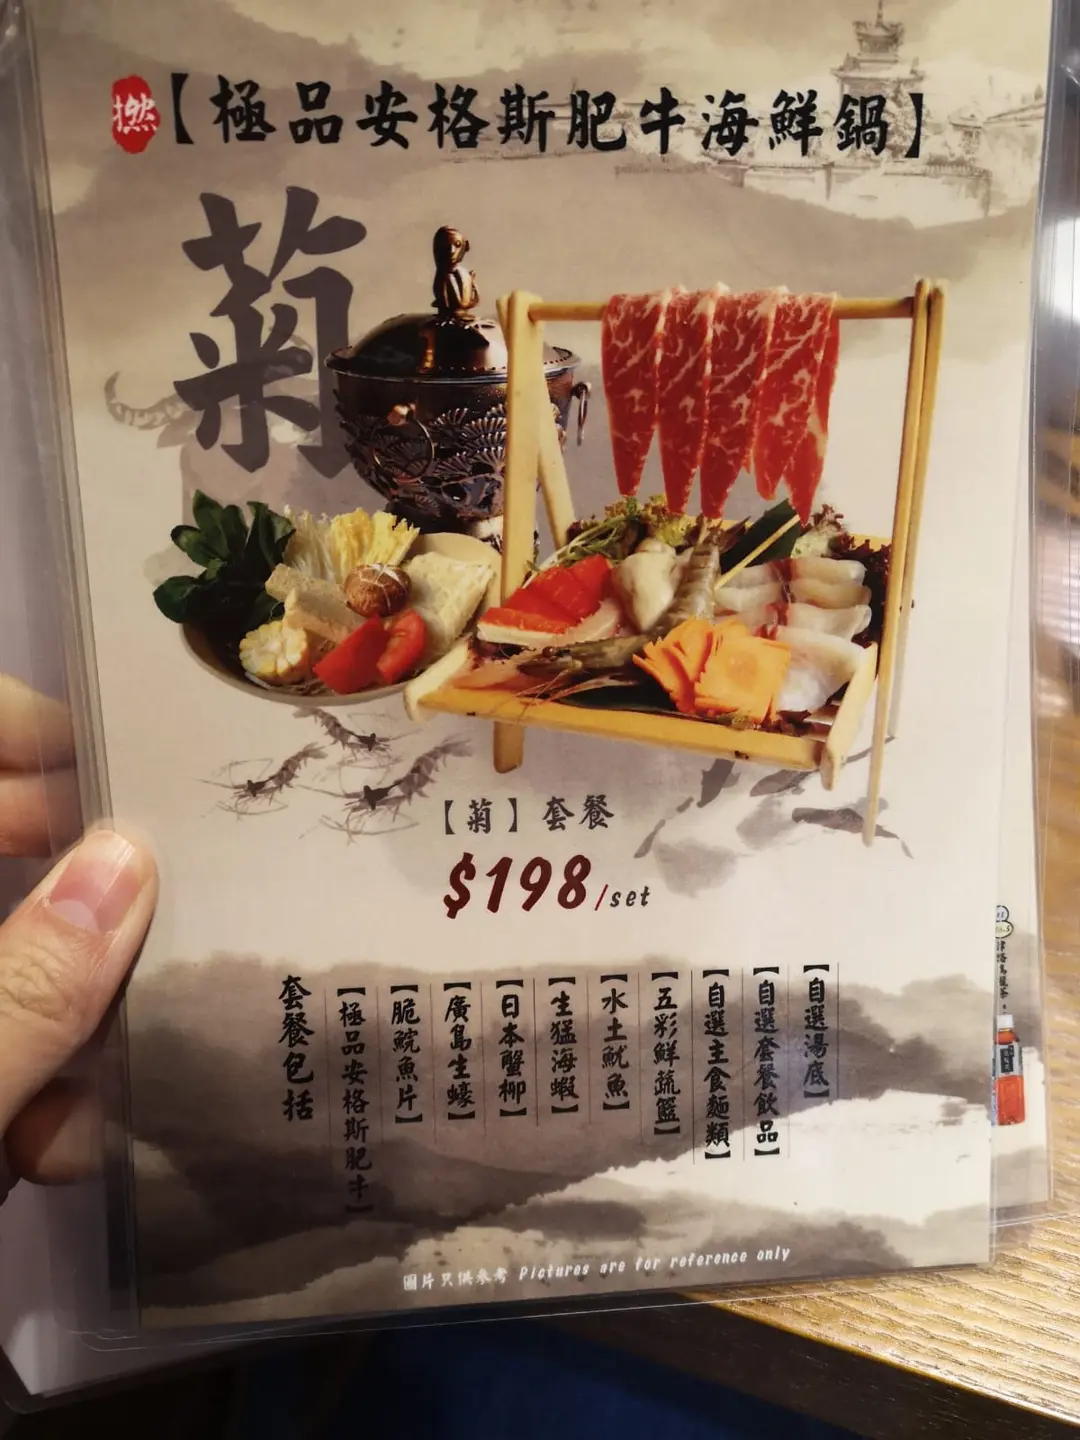 撚【極品安格斯肥牛海鮮鍋】
菊
【菊】套餐
$198/set
套餐包括
【極品安格斯肥牛】
【脆鯇魚片】
【廣島生蠔】
【日本蟹柳】
【生猛海蝦】
【水土魷魚】
【五彩鮮蔬籃】
【自選主食麵類】
【自選套餐飲品】
【自選湯底】
圖片只供參考 Pictures are for reference only